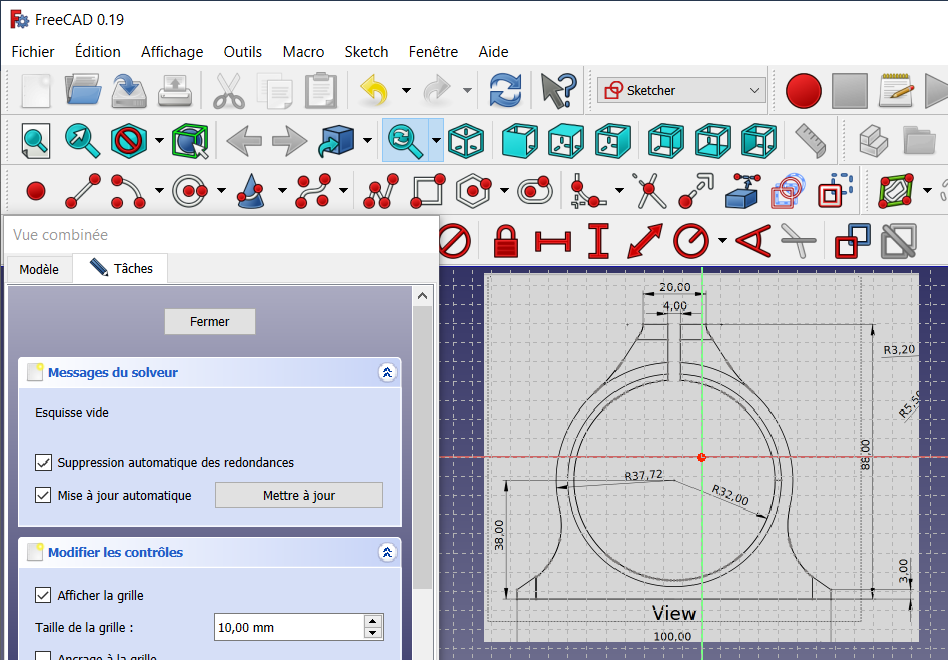 FreeCAD 0.19
Fichier Édition Affichage Outils Macro Sketch Fenêtre Aide
Sketcher
Vue combinée
Modèle Tâches
Fermer
Messages du solveur
Esquisse vide
Suppression automatique des redondances
Mise à jour automatique Mettre à jour
Modifier les contrôles
Afficher la grille
Taille de la grille : 10,00 mm
Ancrage à la grille
20,00
4,00
R3,20
R5,50
88,00
R37,72
R32,00
38,00
3,00
View
100,00